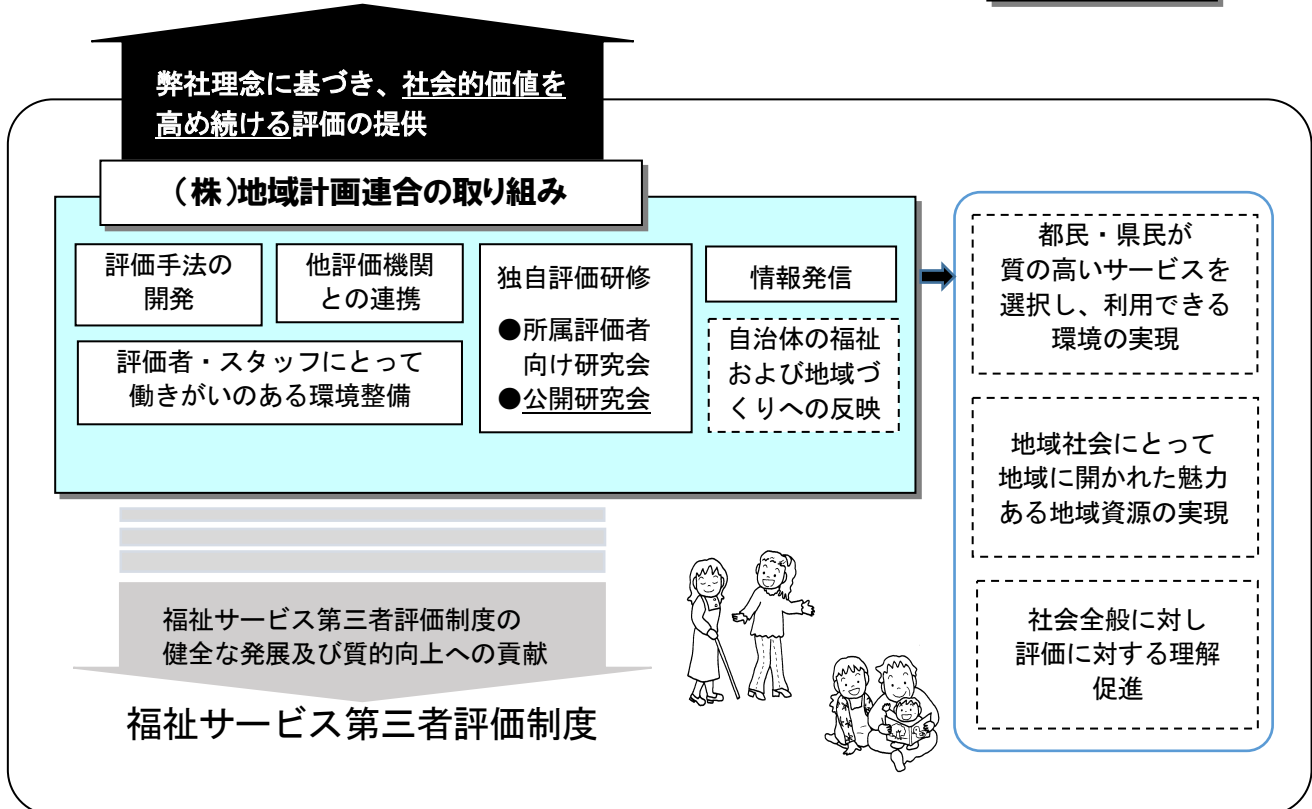 弊社理念に基づき、社会的価値を
高め続ける評価の提供
（株）地域計画連合の取り組み
評価手法の
開発
他評価機関
との連携
評価者・スタッフにとって
働きがいのある環境整備
独自評価研修
●所属評価者
向け研究会
●公開研究会
情報発信
自治体の福祉
および地域づ
くりへの反映
都民・県民が
質の高いサービスを
選択し、利用できる
環境の実現
地域社会にとって
地域に開かれた魅力
ある地域資源の実現
社会全般に対し
評価に対する理解
促進
福祉サービス第三者評価制度の
健全な発展及び質的向上への貢献
福祉サービス第三者評価制度